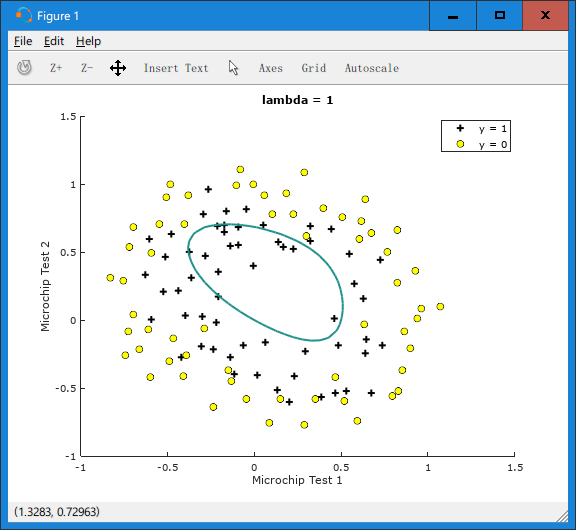 Figure 1
File Edit Help
Z+ Z- Insert Text Axes Grid Autoscale
lambda = 1
1.5
y = 1
y = 0
1
0.5
Microchip Test 2
0
-0.5
-1
-1 -0.5 0 0.5 1 1.5
Microchip Test 1
(1.3283, 0.72963)